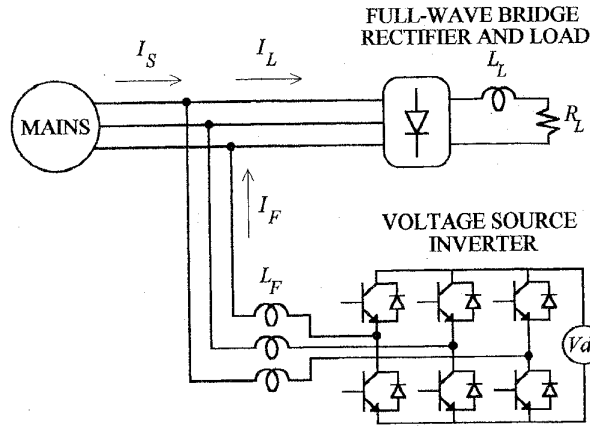 FULL-WAVE BRIDGE
RECTIFIER AND LOAD
I_S
I_L
L_L
MAINS
R_L
I_F
VOLTAGE SOURCE
INVERTER
L_F
Vd